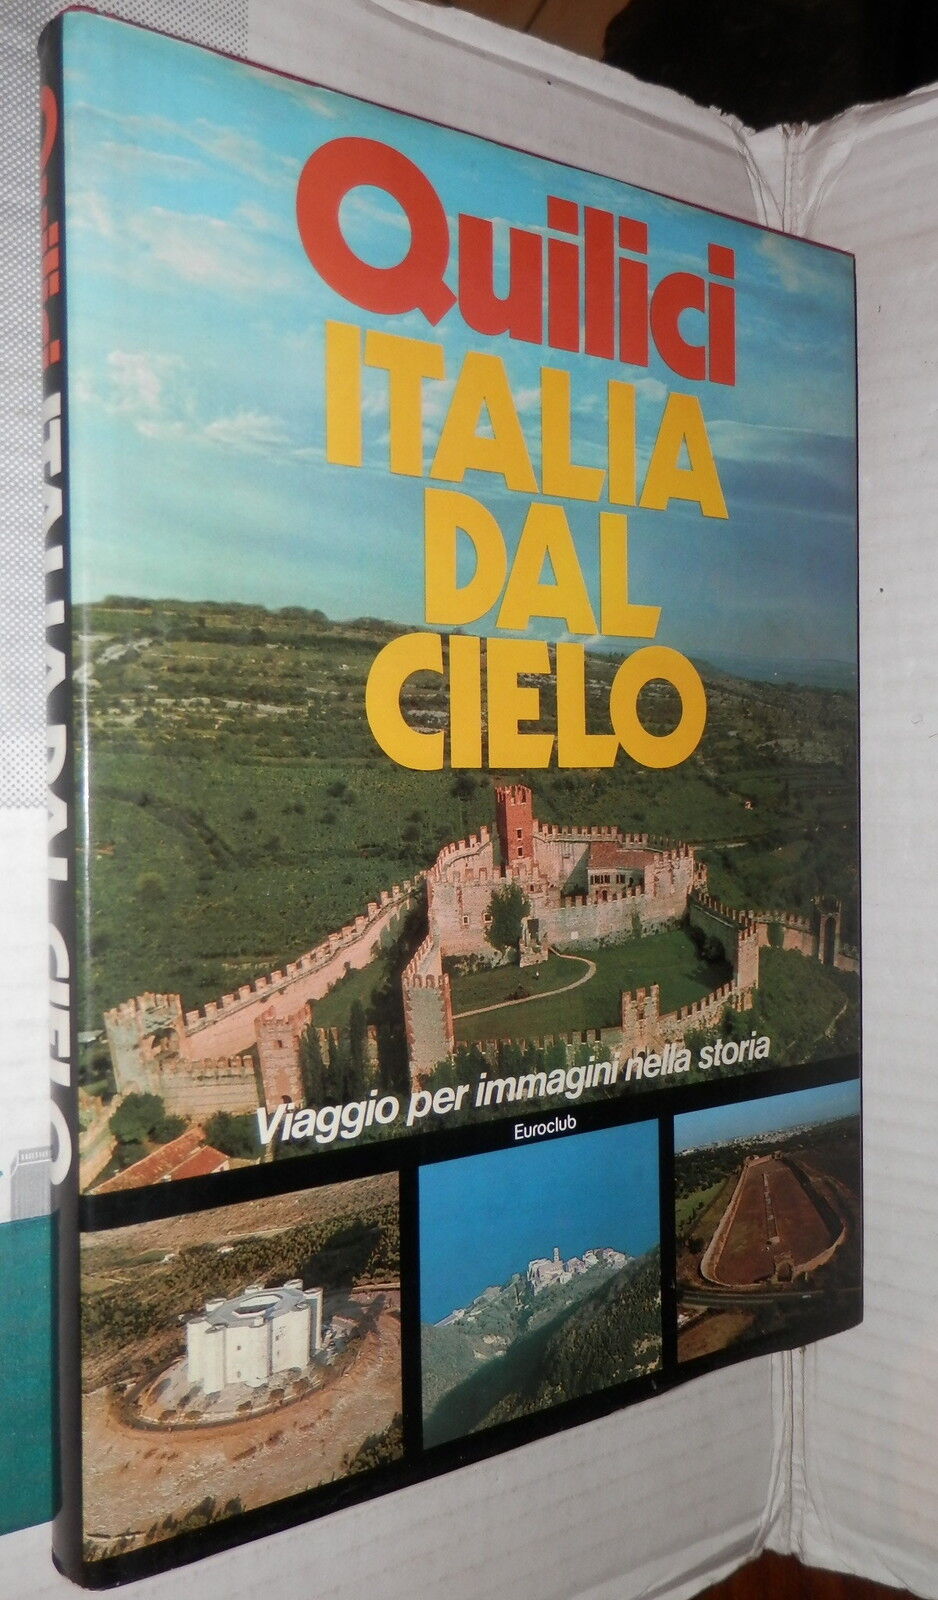 Quilici
ITALIA
DAL
CIELO
Viaggio per immagini nella storia
Euroclub
Quilici ITALIA DAL CIELO